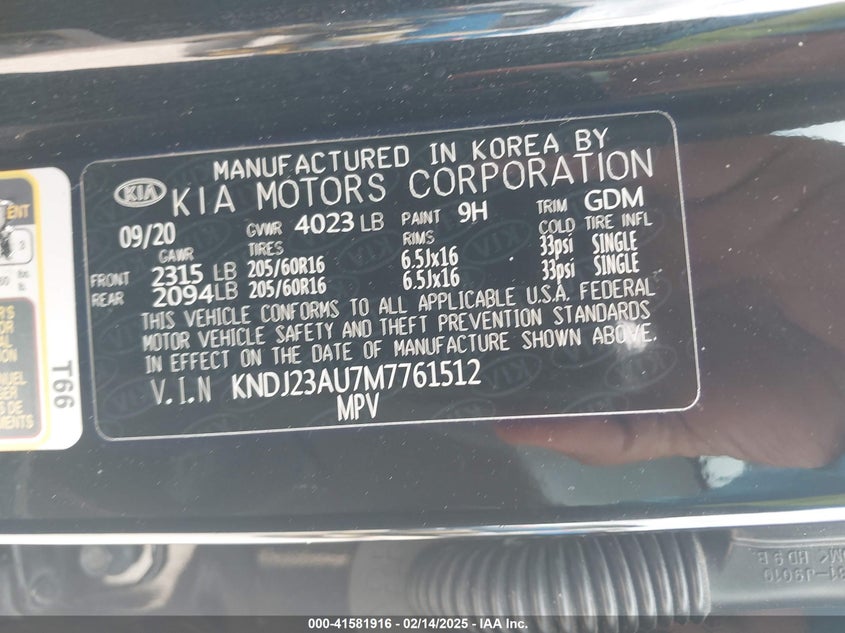 MANUFACTURED IN KOREA BY
KIA KIA MOTORS CORPORATION
09/20 GVWR 4023 LB PAINT 9H TRIM GDM
GAWR TIRES RIMS COLD TIRE INFL
FRONT 2315 LB 205/60R16 6.5Jx16 33psi SINGLE
REAR 2094 LB 205/60R16 6.5Jx16 33psi SINGLE
THIS VEHICLE CONFORMS TO ALL APPLICABLE U.S.A. FEDERAL
MOTOR VEHICLE SAFETY AND THEFT PREVENTION STANDARDS
IN EFFECT ON THE DATE OF MANUFACTURE SHOWN ABOVE.
V.I.N KNDJ23AU7M7761512
MPV
T66
000-41581916 - 02/14/2025 - IAA Inc.